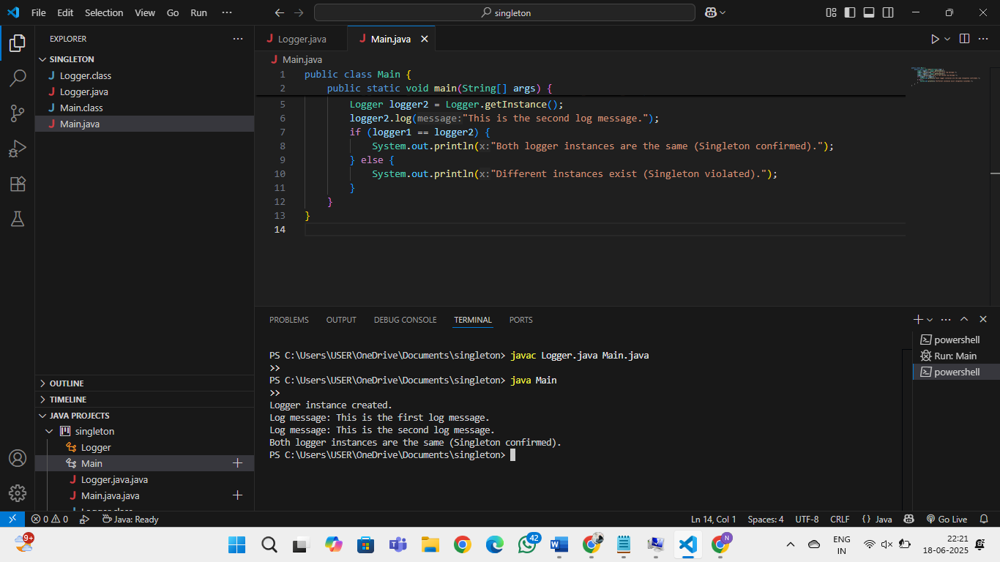 File Edit Selection View Go Run ···
singleton
EXPLORER ···
SINGLETON
Logger.class
Logger.java
Main.class
Main.java
OUTLINE
TIMELINE
JAVA PROJECTS
singleton
Logger
Main
Logger.java.java
Main.java.java
Logger.class
Logger.java
Main.java
Main.java
1 public class Main {
2 public static void main(String[] args) {
5 Logger logger2 = Logger.getInstance();
6 logger2.log(message:"This is the second log message.");
7 if (logger1 == logger2) {
8 System.out.println(x:"Both logger instances are the same (Singleton confirmed).");
9 } else {
10 System.out.println(x:"Different instances exist (Singleton violated).");
11 }
12 }
13 }
14
PROBLEMS OUTPUT DEBUG CONSOLE TERMINAL PORTS
PS C:\Users\USER\OneDrive\Documents\singleton> javac Logger.java Main.java
>>
PS C:\Users\USER\OneDrive\Documents\singleton> java Main
>>
Logger instance created.
Log message: This is the first log message.
Log message: This is the second log message.
Both logger instances are the same (Singleton confirmed).
PS C:\Users\USER\OneDrive\Documents\singleton>
powershell
Run: Main
powershell
0 0 Java: Ready
Ln 14, Col 1 Spaces: 4 UTF-8 CRLF {} Java Go Live
9+
42
N
ENG
IN
22:21
18-06-2025